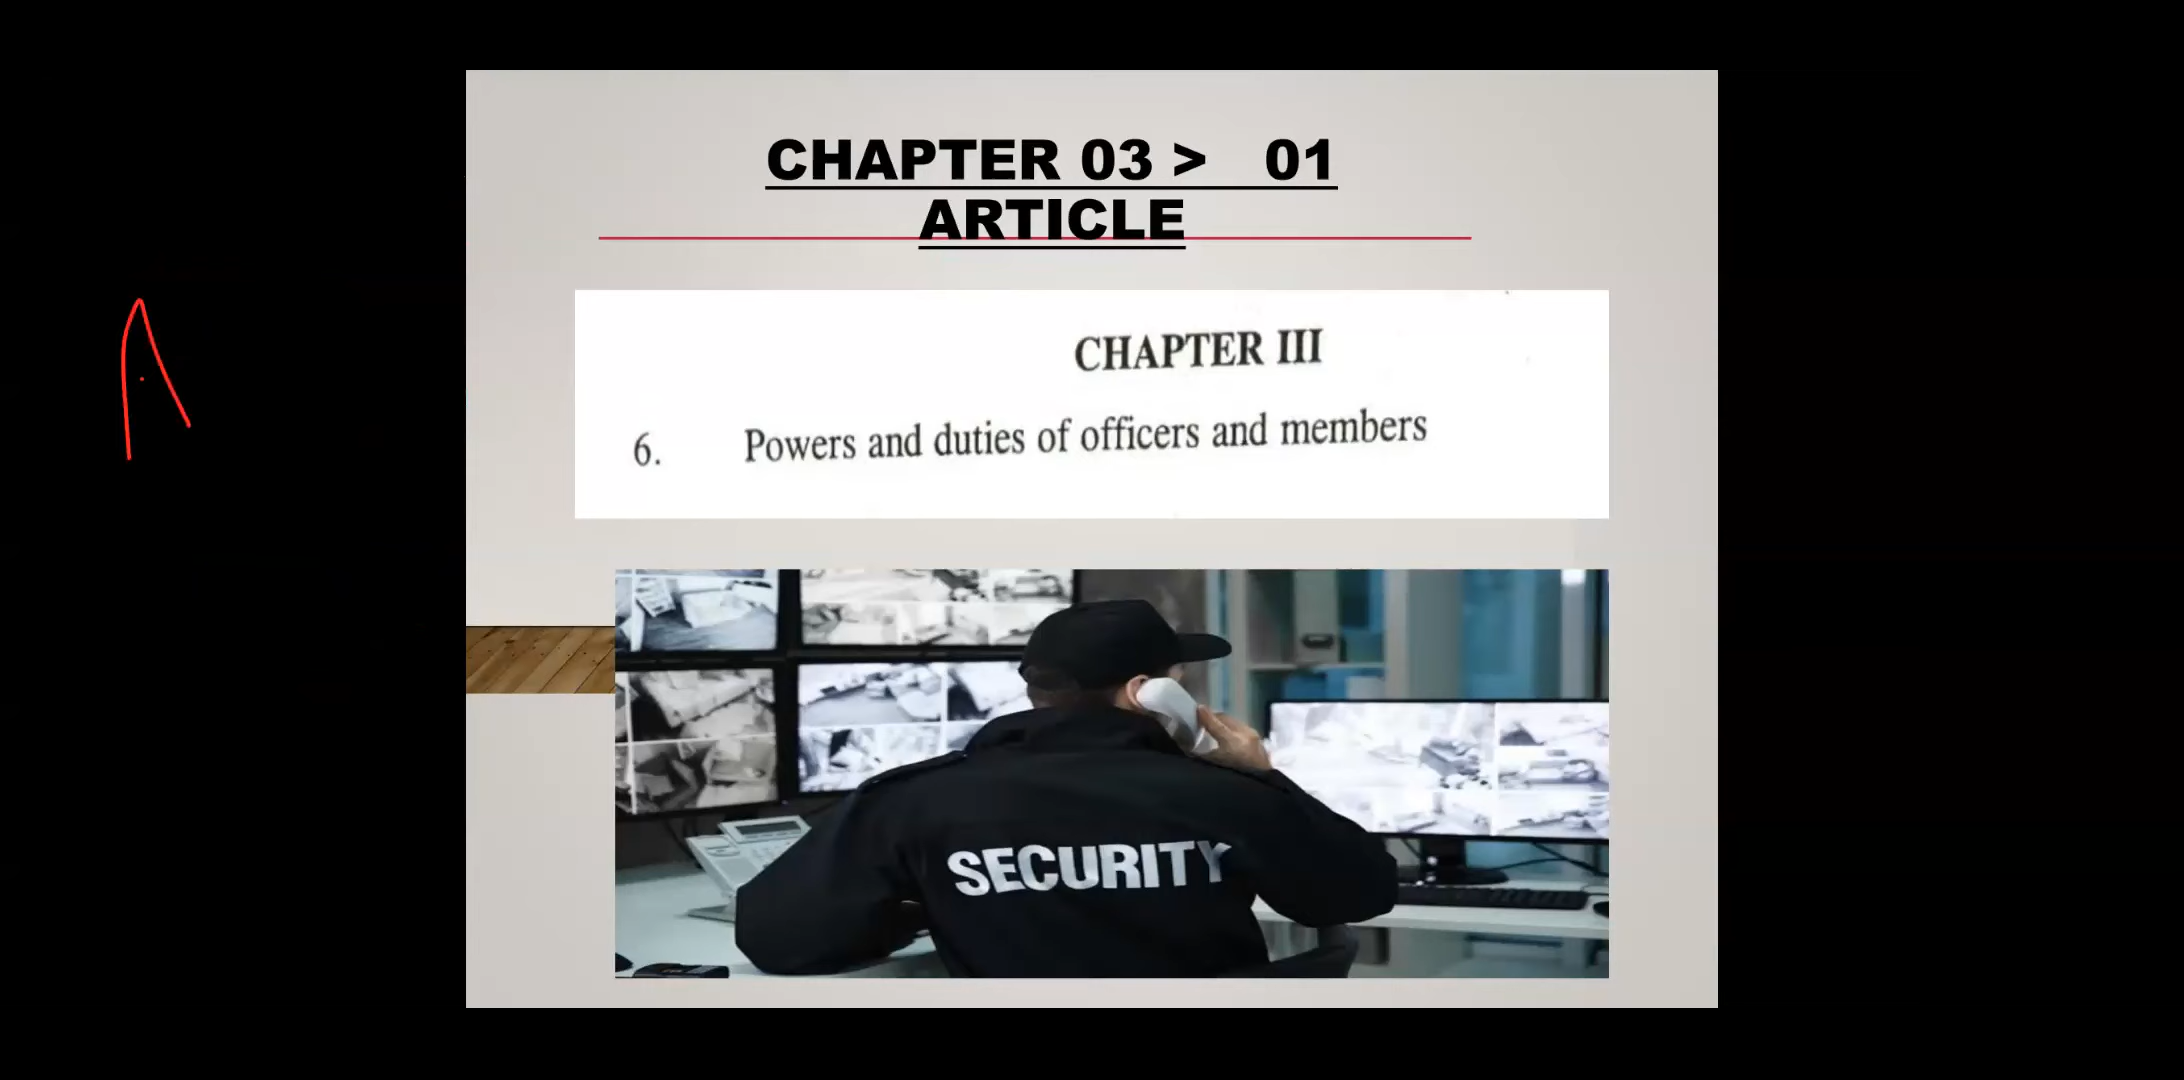 CHAPTER 03 > 01
ARTICLE
CHAPTER III
6. Powers and duties of officers and members
SECURITY